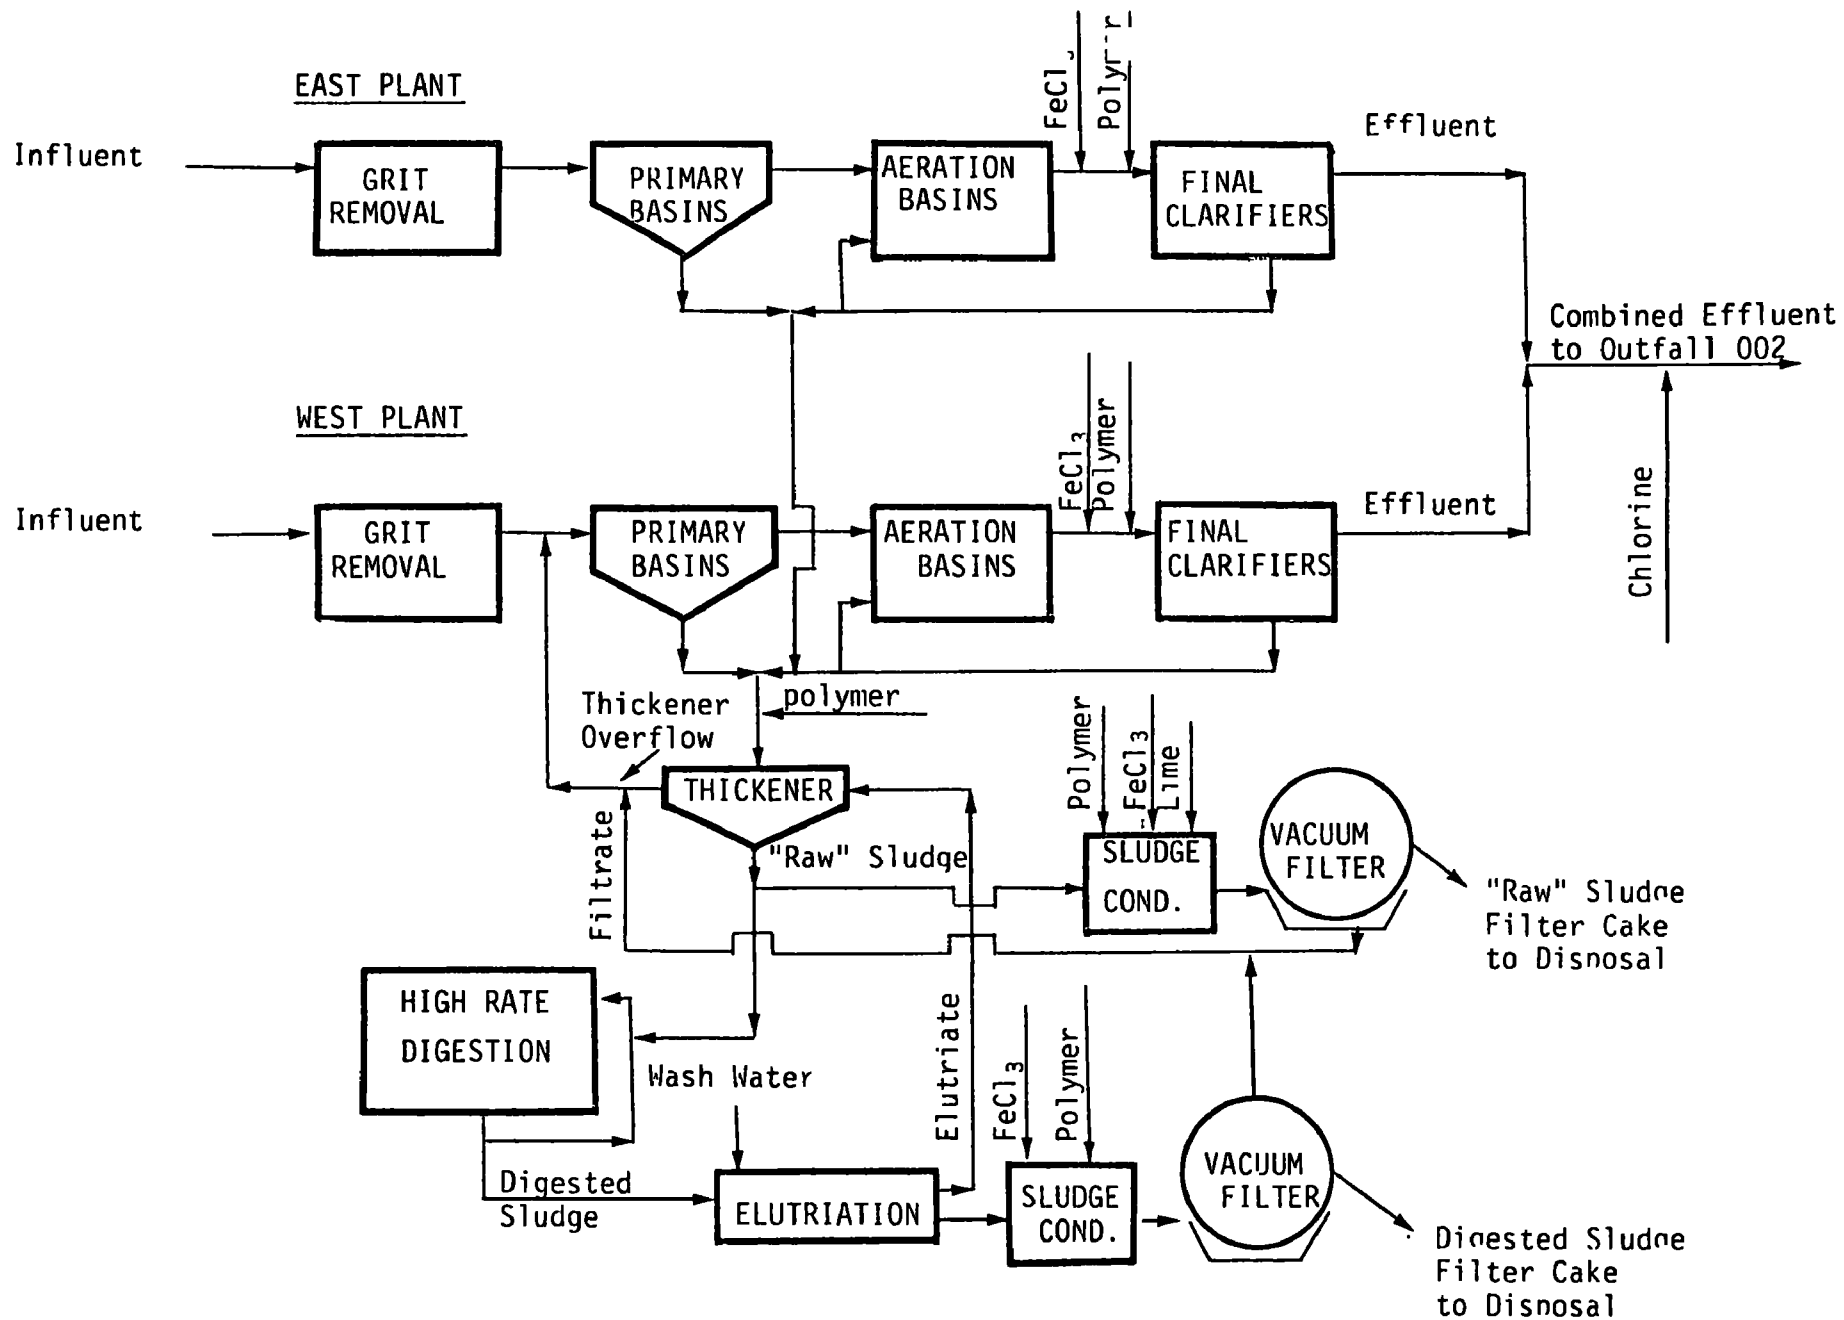 EAST PLANT
Influent
GRIT
REMOVAL
PRIMARY
BASINS
AERATION
BASINS
FeCl
FINAL
CLARIFIERS
Effluent
Combined Effluent
to Outfall 002
Chlorine
WEST PLANT
Influent
GRIT
REMOVAL
PRIMARY
BASINS
AERATION
BASINS
FeCl3
Polymer
FINAL
CLARIFIERS
Effluent
Thickener
Overflow
polymer
THICKENER
Filtrate
"Raw" Sludge
Polymer
FeCl3
Lime
SLUDGE
COND.
VACUUM
FILTER
"Raw" Sludge
Filter Cake
to Disposal
HIGH RATE
DIGESTION
Wash Water
Elutriate
Digested
Sludge
ELUTRIATION
FeCl3
Polymer
SLUDGE
COND.
VACUUM
FILTER
Digested Sludge
Filter Cake
to Disposal